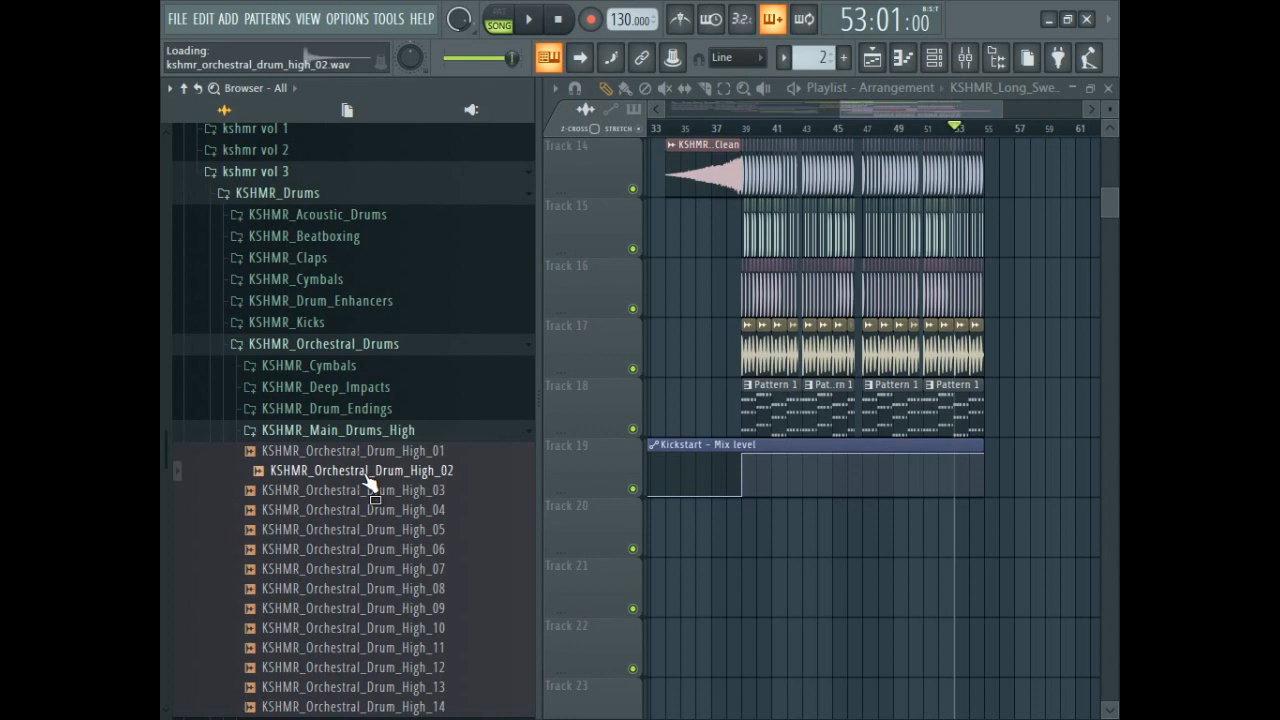 FILE EDIT ADD PATTERNS VIEW OPTIONS TOOLS HELP
PAT
SONG
130.000
3.2.
53:01:00
B:S:T
Loading:
kshmr_orchestral_drum_high_02.wav
Line
2
Browser - All
Playlist - Arrangement
KSHMR_Long_Swe...
Z-CROSS
STRETCH
33 35 37 39 41 43 45 47 49 51 53 55 57 59 61
kshmr vol 1
kshmr vol 2
kshmr vol 3
KSHMR_Drums
KSHMR_Acoustic_Drums
KSHMR_Beatboxing
KSHMR_Claps
KSHMR_Cymbals
KSHMR_Drum_Enhancers
KSHMR_Kicks
KSHMR_Orchestral_Drums
KSHMR_Cymbals
KSHMR_Deep_Impacts
KSHMR_Drum_Endings
KSHMR_Main_Drums_High
KSHMR_Orchestral_Drum_High_01
KSHMR_Orchestral_Drum_High_02
KSHMR_Orchestral_Drum_High_03
KSHMR_Orchestral_Drum_High_04
KSHMR_Orchestral_Drum_High_05
KSHMR_Orchestral_Drum_High_06
KSHMR_Orchestral_Drum_High_07
KSHMR_Orchestral_Drum_High_08
KSHMR_Orchestral_Drum_High_09
KSHMR_Orchestral_Drum_High_10
KSHMR_Orchestral_Drum_High_11
KSHMR_Orchestral_Drum_High_12
KSHMR_Orchestral_Drum_High_13
KSHMR_Orchestral_Drum_High_14
Track 14
KSHMR..Clean
Track 15
Track 16
Track 17
Track 18
Pattern 1
Pat..rn 1
Pattern 1
Pattern 1
Track 19
Kickstart - Mix level
Track 20
Track 21
Track 22
Track 23